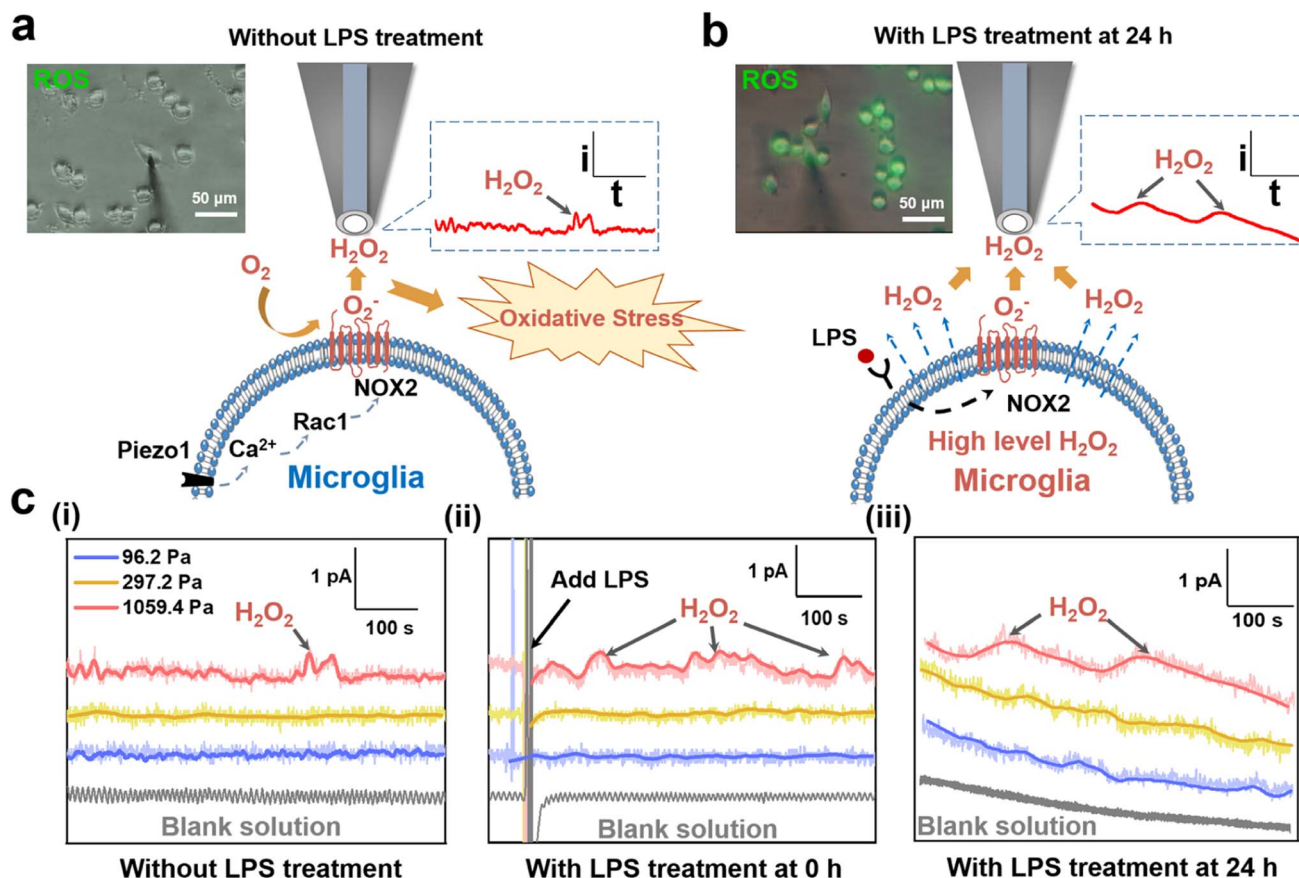 a
Without LPS treatment
ROS
50 μm
H₂O₂
i
t
H₂O₂
O₂
O₂⁻
Oxidative Stress
NOX2
Rac1
Ca²⁺
Piezo1
Microglia
b
With LPS treatment at 24 h
ROS
50 μm
i
t
H₂O₂
H₂O₂
H₂O₂
O₂⁻
H₂O₂
LPS
NOX2
High level H₂O₂
Microglia
c
(i)
96.2 Pa
297.2 Pa
1059.4 Pa
1 pA
100 s
H₂O₂
Blank solution
Without LPS treatment
(ii)
Add LPS
H₂O₂
1 pA
100 s
Blank solution
With LPS treatment at 0 h
(iii)
1 pA
100 s
H₂O₂
Blank solution
With LPS treatment at 24 h